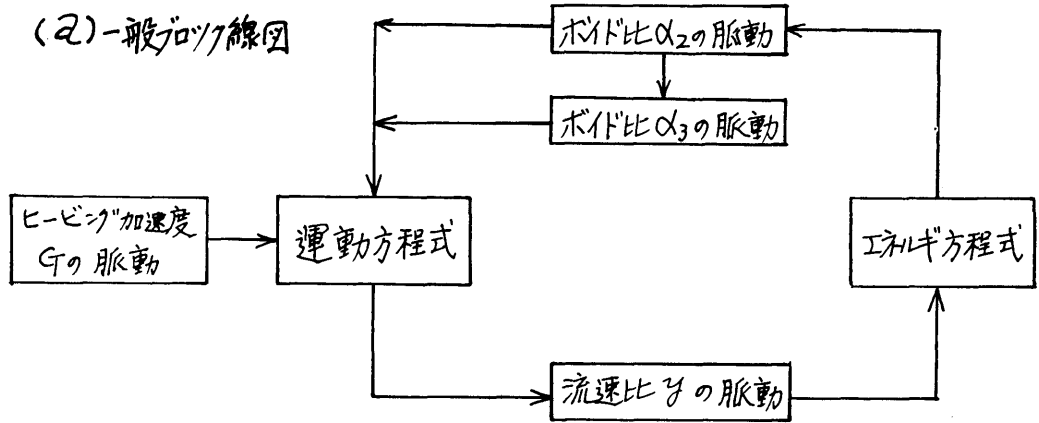 (a)一般ブロック線図
ボイド比α2の脈動
ボイド比α3の脈動
ヒービング加速度
Gの脈動
運動方程式
エネルギ方程式
流速比yの脈動